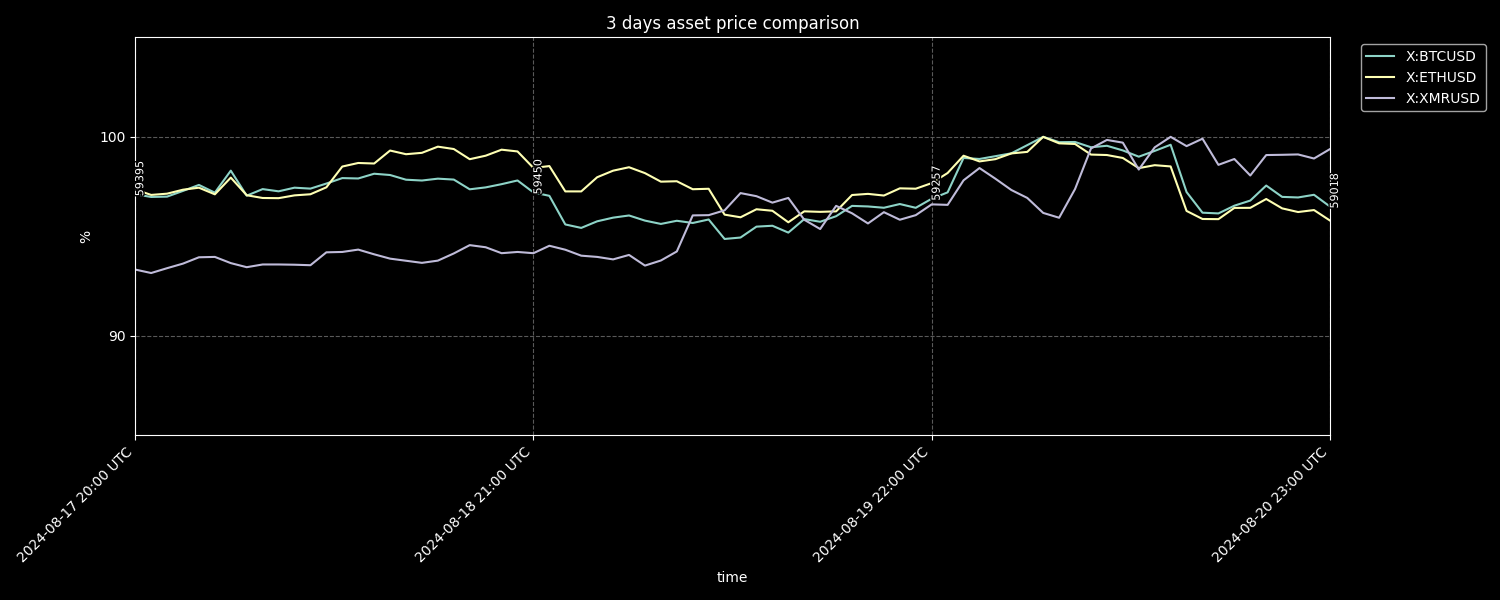 3 days asset price comparison
X:BTCUSD
X:ETHUSD
X:XMRUSD
100
90
%
59395
59450
59257
59018
2024-08-17 20:00 UTC
2024-08-18 21:00 UTC
2024-08-19 22:00 UTC
2024-08-20 23:00 UTC
time